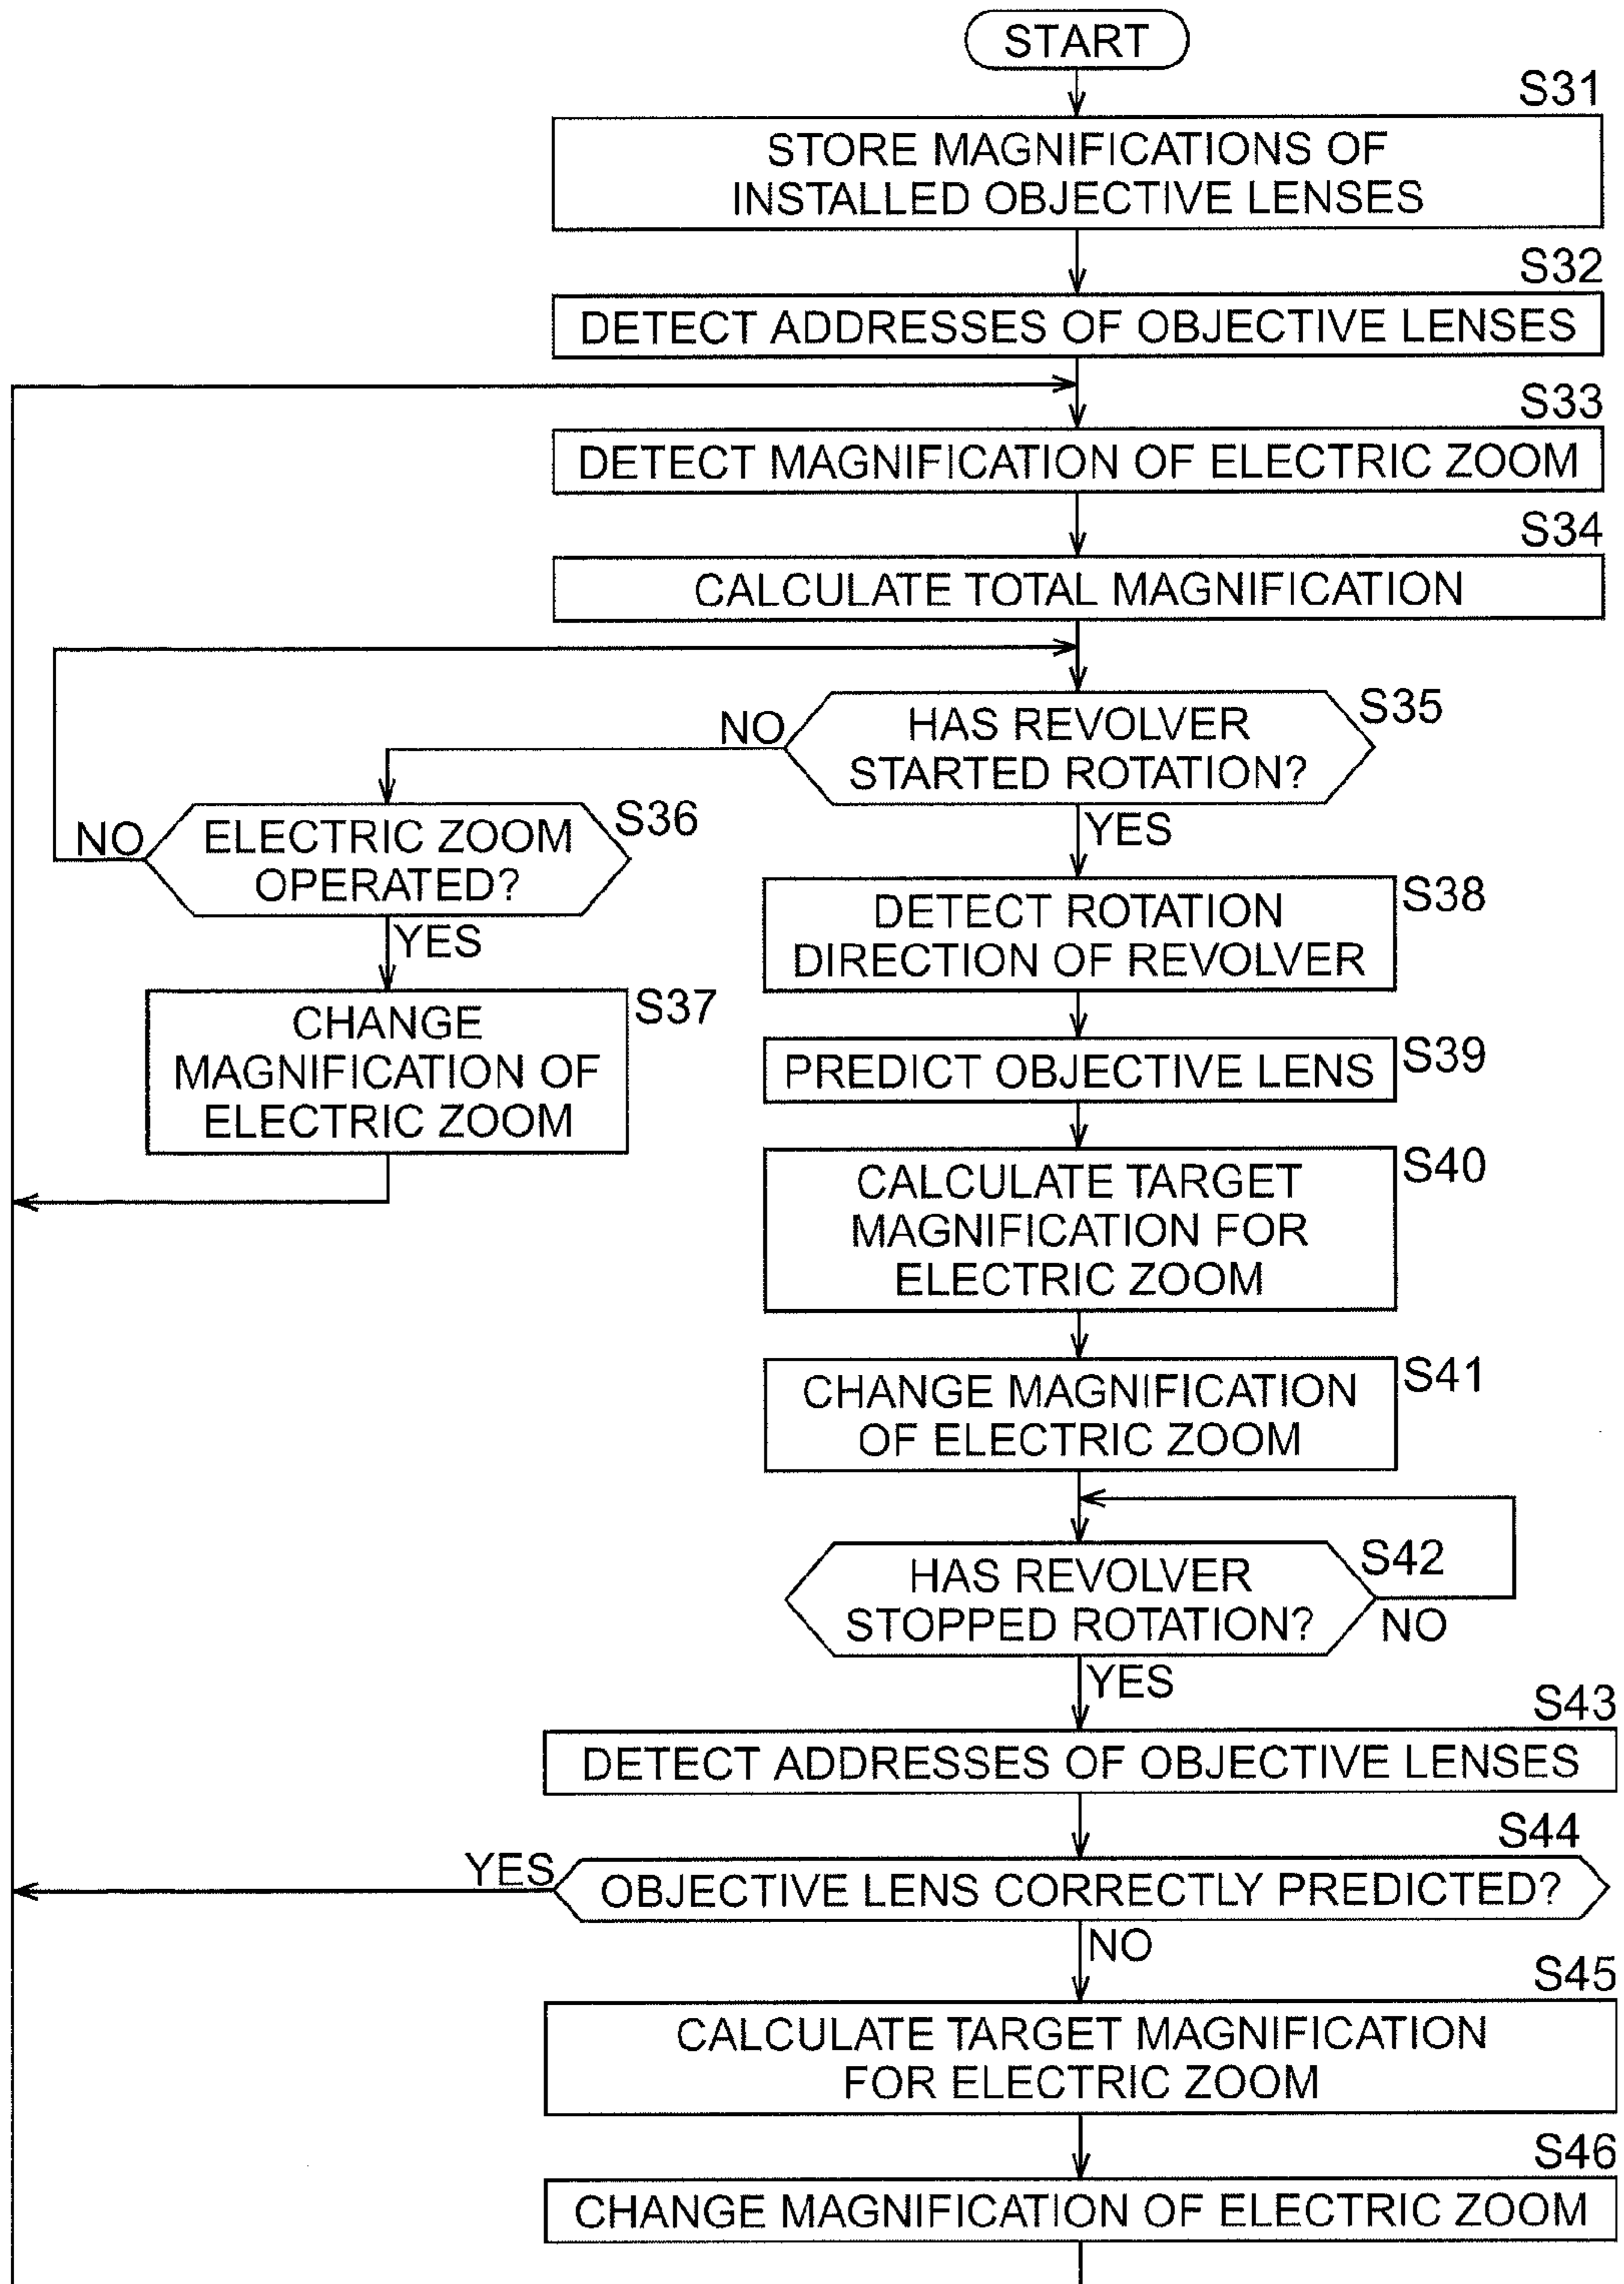 START
S31
STORE MAGNIFICATIONS OF
INSTALLED OBJECTIVE LENSES
S32
DETECT ADDRESSES OF OBJECTIVE LENSES
S33
DETECT MAGNIFICATION OF ELECTRIC ZOOM
S34
CALCULATE TOTAL MAGNIFICATION
S35
HAS REVOLVER
STARTED ROTATION?
NO
YES
S36
ELECTRIC ZOOM
OPERATED?
NO
YES
S37
CHANGE
MAGNIFICATION OF
ELECTRIC ZOOM
S38
DETECT ROTATION
DIRECTION OF REVOLVER
S39
PREDICT OBJECTIVE LENS
S40
CALCULATE TARGET
MAGNIFICATION FOR
ELECTRIC ZOOM
S41
CHANGE MAGNIFICATION
OF ELECTRIC ZOOM
S42
HAS REVOLVER
STOPPED ROTATION?
NO
YES
S43
DETECT ADDRESSES OF OBJECTIVE LENSES
S44
YES
OBJECTIVE LENS CORRECTLY PREDICTED?
NO
S45
CALCULATE TARGET MAGNIFICATION
FOR ELECTRIC ZOOM
S46
CHANGE MAGNIFICATION OF ELECTRIC ZOOM